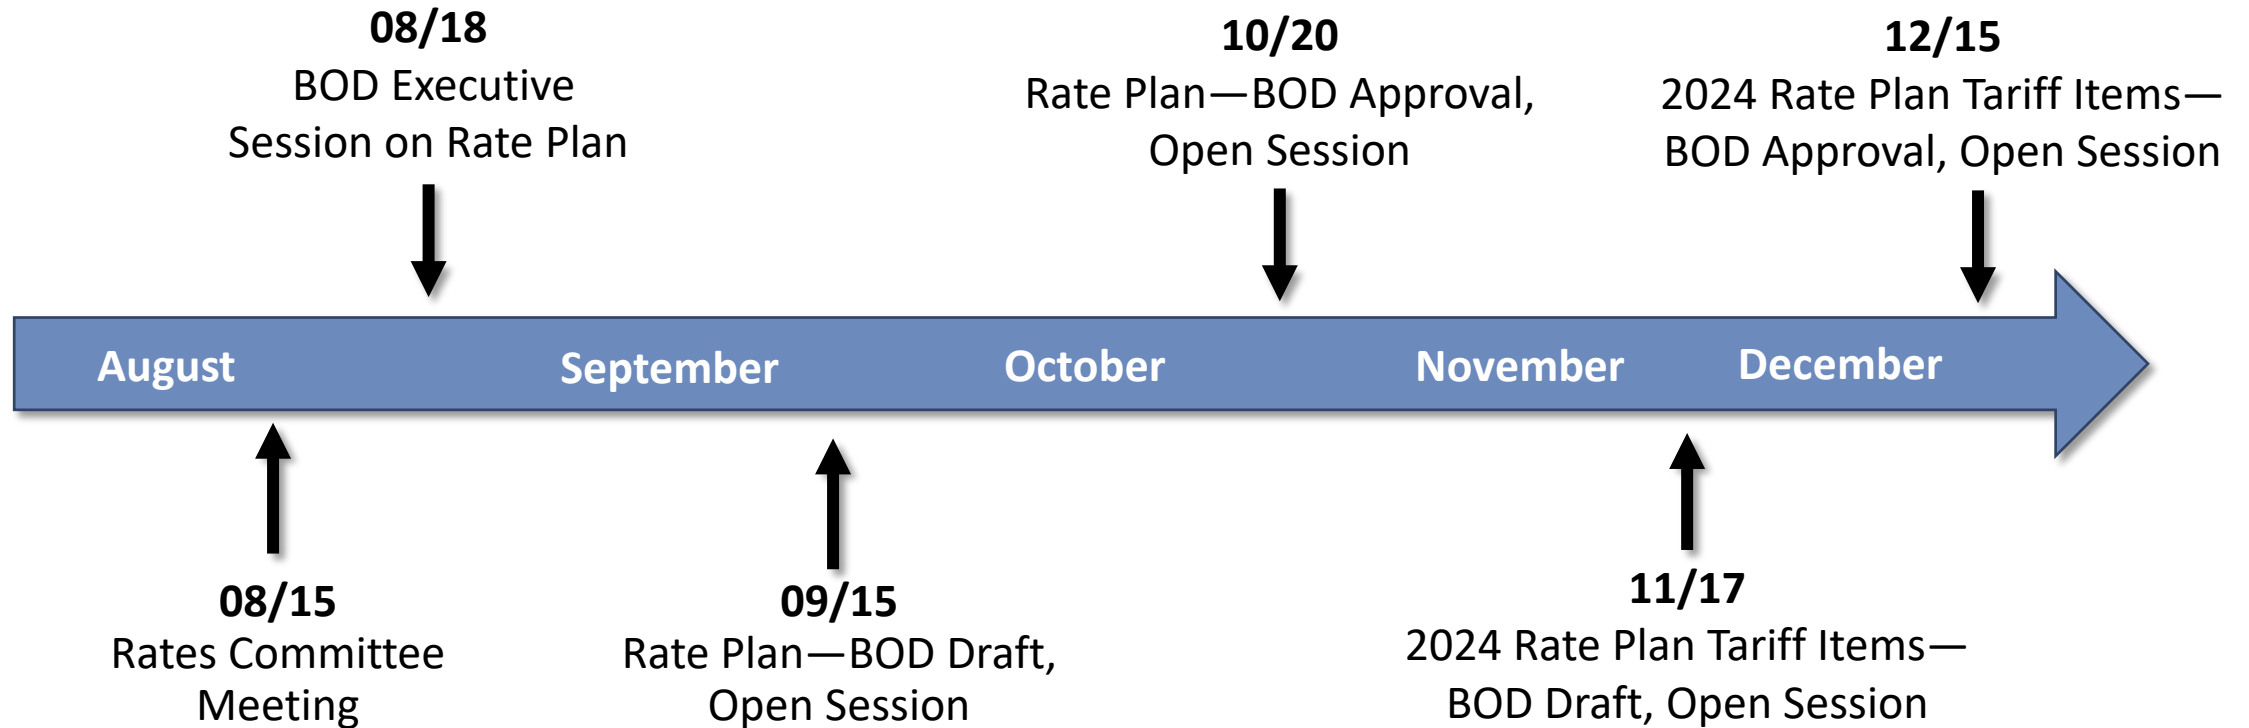 08/18
BOD Executive
Session on Rate Plan
10/20
Rate Plan—BOD Approval,
Open Session
12/15
2024 Rate Plan Tariff Items—
BOD Approval, Open Session
August
September
October
November
December
08/15
Rates Committee
Meeting
09/15
Rate Plan—BOD Draft,
Open Session
11/17
2024 Rate Plan Tariff Items—
BOD Draft, Open Session